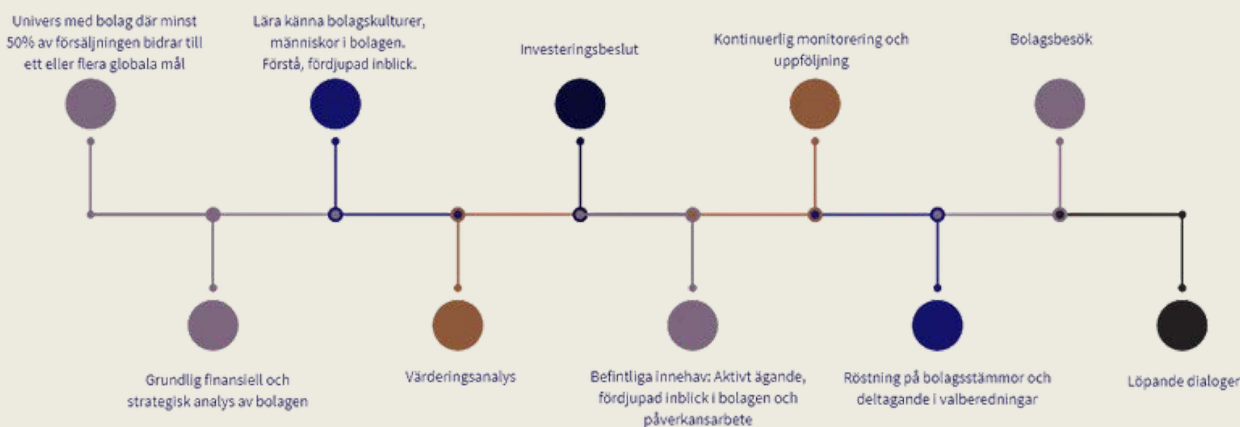 Univers med bolag där minst
50% av försäljningen bidrar till
ett eller flera globala mål
Lära känna bolagskulturer,
människor i bolagen.
Förstå, fördjupad inblick.
Investeringsbeslut
Kontinuerlig monitorering och
uppföljning
Bolagsbesök
Grundlig finansiell och
strategisk analys av bolagen
Värderingsanalys
Befintliga innehav: Aktivt ägande,
fördjupad inblick i bolagen och
påverkansarbete
Röstning på bolagsstämmor och
deltagande i valberedningar
Löpande dialoger